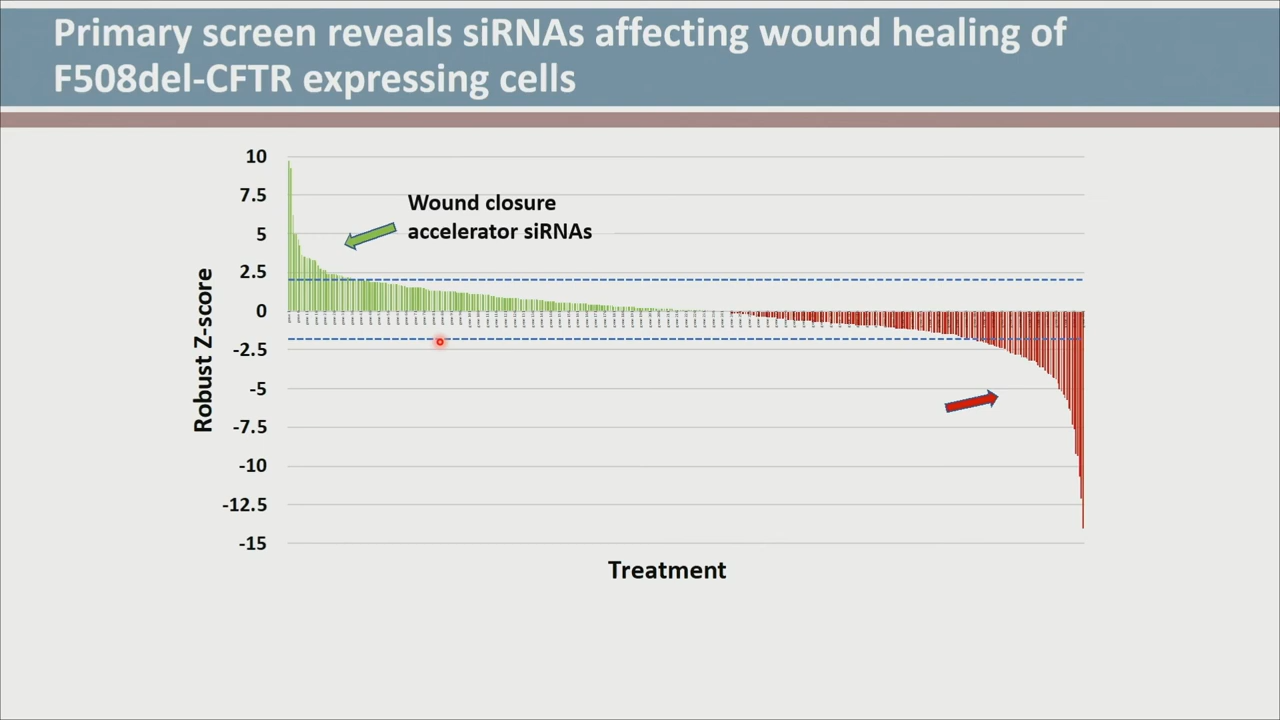 Primary screen reveals siRNAs affecting wound healing of
F508del-CFTR expressing cells
10
7.5
5
2.5
0
-2.5
-5
-7.5
-10
-12.5
-15
Robust Z-score
Wound closure
accelerator siRNAs
Treatment